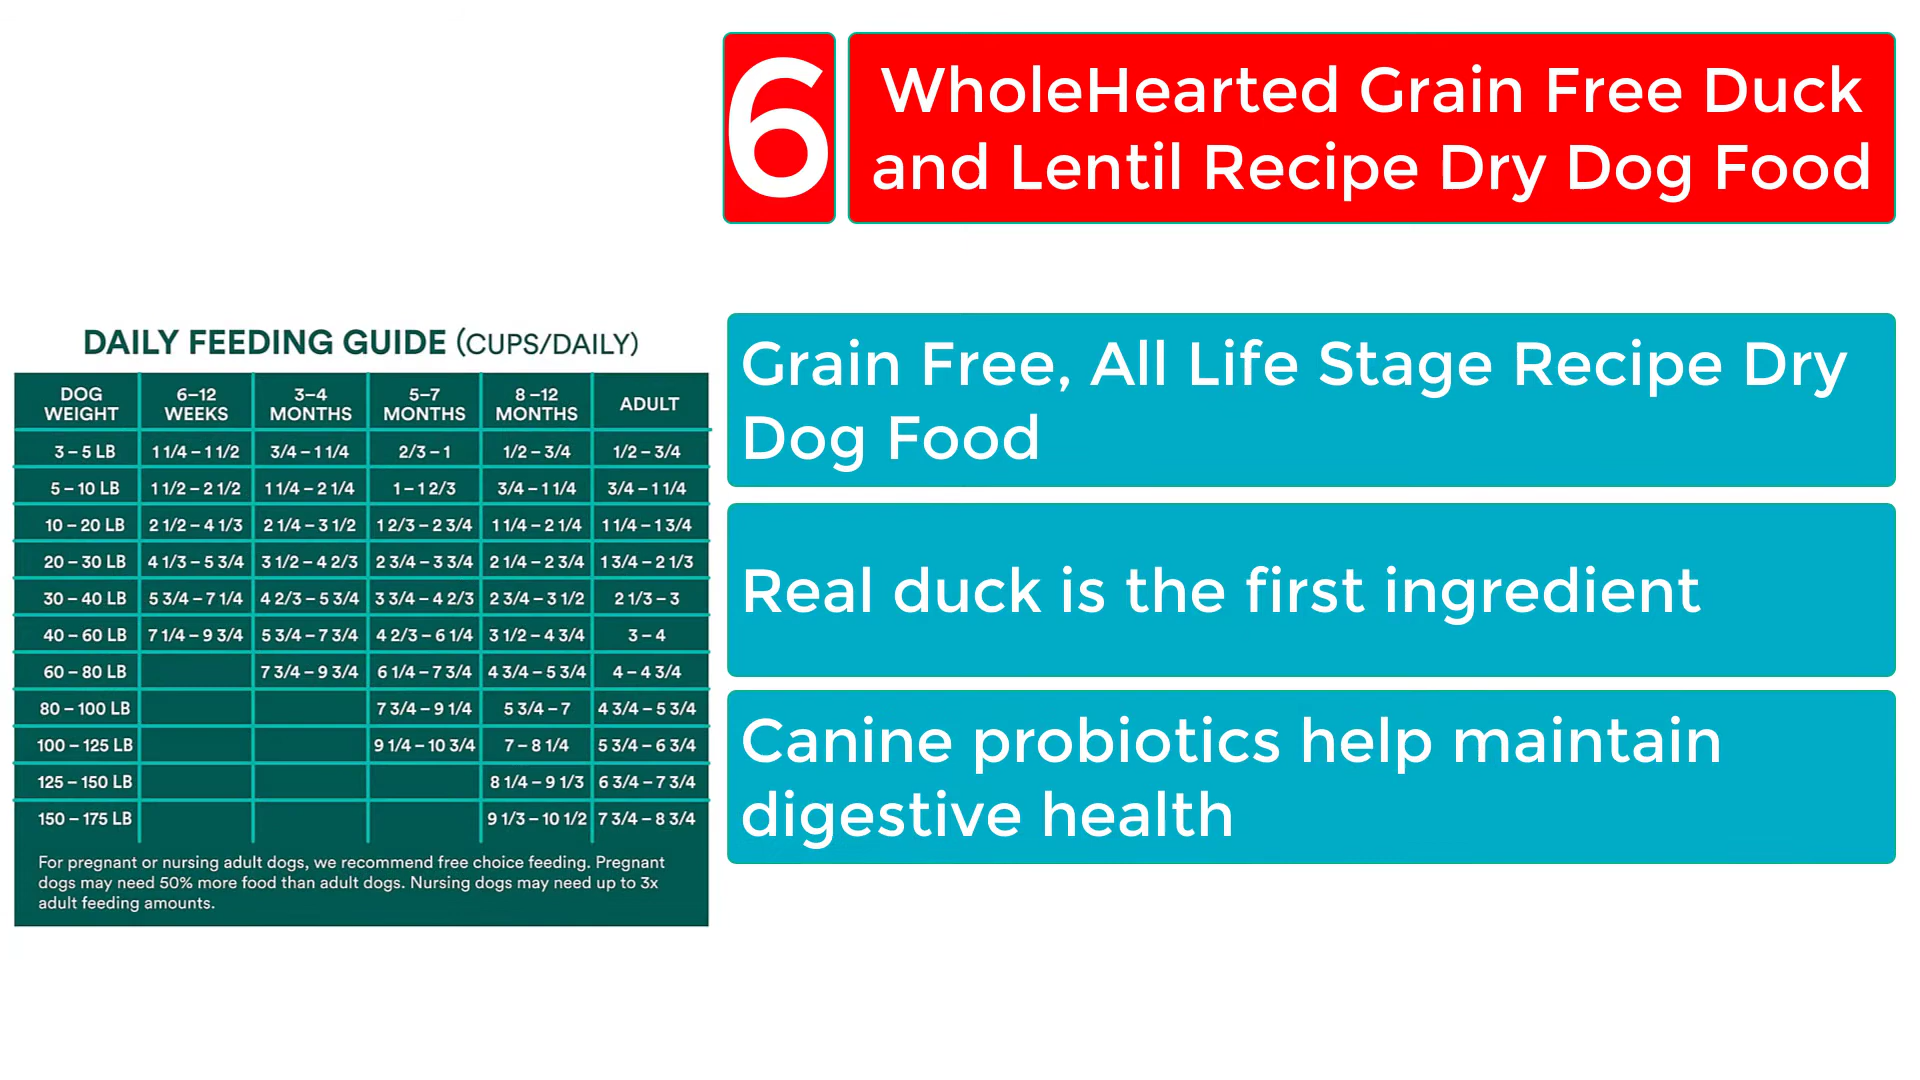 6
WholeHearted Grain Free Duck
and Lentil Recipe Dry Dog Food
DAILY FEEDING GUIDE (CUPS/DAILY)
DOG WEIGHT 6–12 WEEKS 3–4 MONTHS 5–7 MONTHS 8–12 MONTHS ADULT
3 – 5 LB 1 1/4 – 1 1/2 3/4 – 1 1/4 2/3 – 1 1/2 – 3/4 1/2 – 3/4
5 – 10 LB 1 1/2 – 2 1/2 1 1/4 – 2 1/4 1 – 1 2/3 3/4 – 1 1/4 3/4 – 1 1/4
10 – 20 LB 2 1/2 – 4 1/3 2 1/4 – 3 1/2 1 2/3 – 2 3/4 1 1/4 – 2 1/4 1 1/4 – 1 3/4
20 – 30 LB 4 1/3 – 5 3/4 3 1/2 – 4 2/3 2 3/4 – 3 3/4 2 1/4 – 2 3/4 1 3/4 – 2 1/3
30 – 40 LB 5 3/4 – 7 1/4 4 2/3 – 5 3/4 3 3/4 – 4 2/3 2 3/4 – 3 1/2 2 1/3 – 3
40 – 60 LB 7 1/4 – 9 3/4 5 3/4 – 7 3/4 4 2/3 – 6 1/4 3 1/2 – 4 3/4 3 – 4
60 – 80 LB 7 3/4 – 9 3/4 6 1/4 – 7 3/4 4 3/4 – 5 3/4 4 – 4 3/4
80 – 100 LB 7 3/4 – 9 1/4 5 3/4 – 7 4 3/4 – 5 3/4
100 – 125 LB 9 1/4 – 10 3/4 7 – 8 1/4 5 3/4 – 6 3/4
125 – 150 LB 8 1/4 – 9 1/3 6 3/4 – 7 3/4
150 – 175 LB 9 1/3 – 10 1/2 7 3/4 – 8 3/4
For pregnant or nursing adult dogs, we recommend free choice feeding. Pregnant
dogs may need 50% more food than adult dogs. Nursing dogs may need up to 3x
adult feeding amounts.
Grain Free, All Life Stage Recipe Dry
Dog Food
Real duck is the first ingredient
Canine probiotics help maintain
digestive health